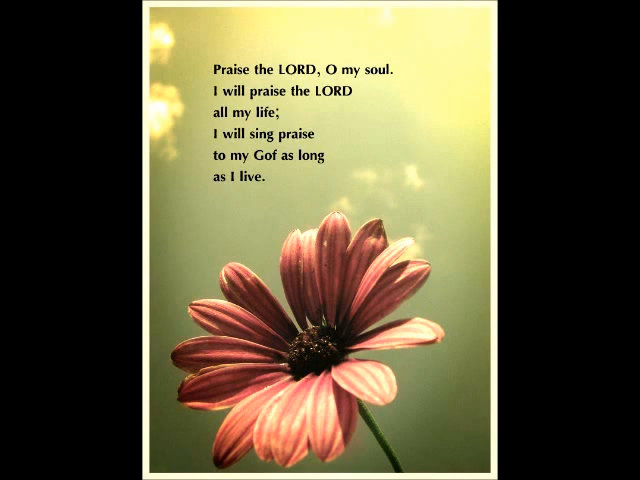 Praise the LORD, O my soul.
I will praise the LORD
all my life;
I will sing praise
to my Gof as long
as I live.